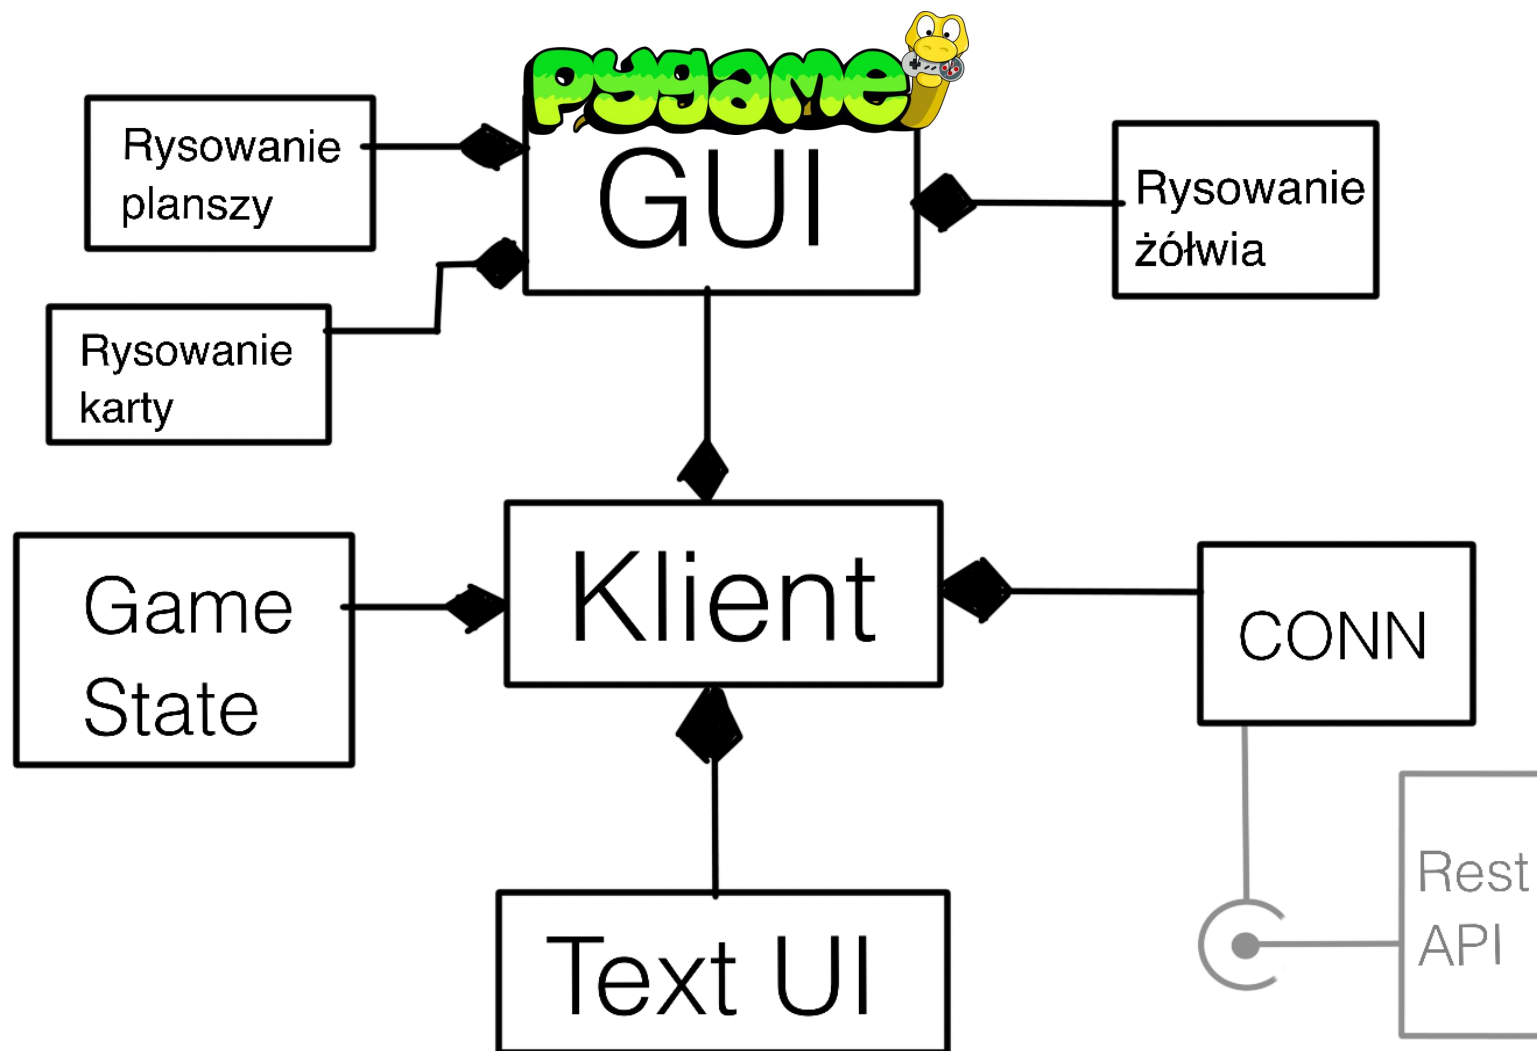 pygame
Rysowanie
planszy
GUI
Rysowanie
żółwia
Rysowanie
karty
Game
State
Klient
CONN
Rest
API
Text UI